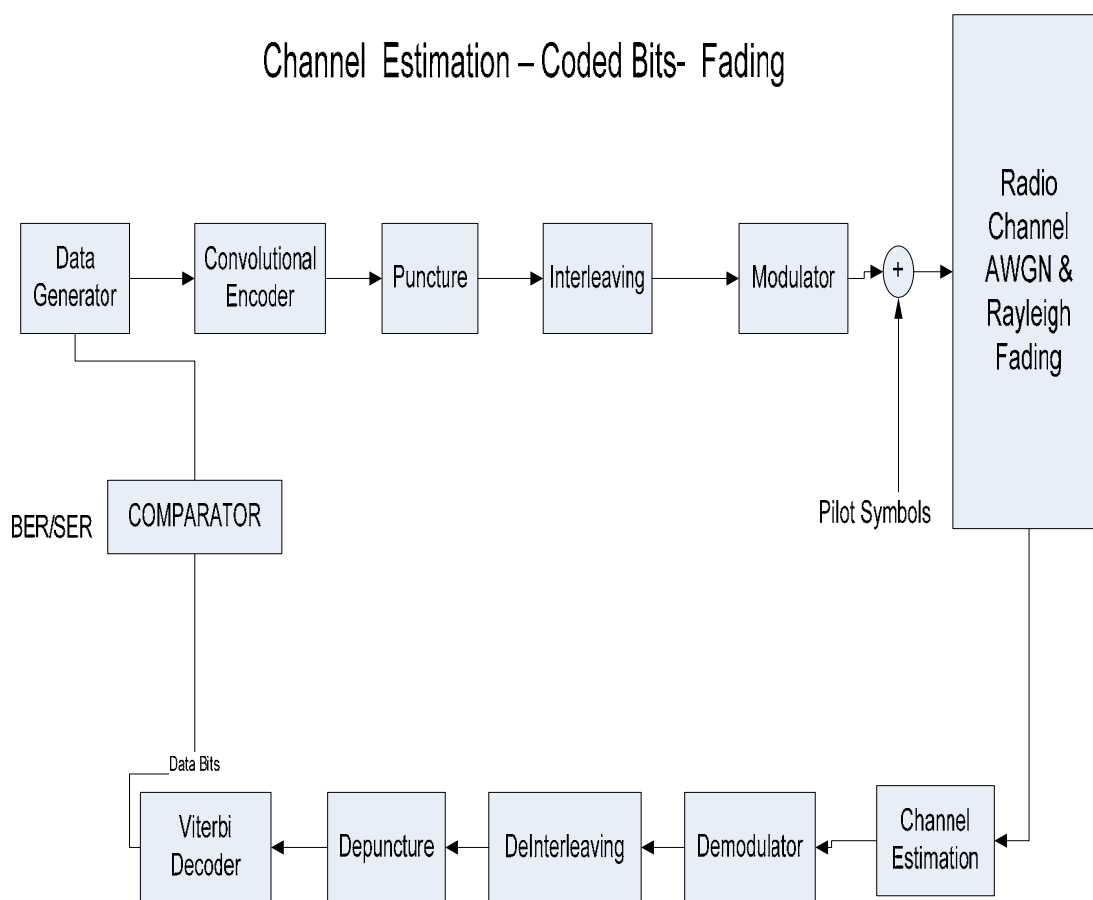 Channel Estimation – Coded Bits- Fading
Data
Generator
Convolutional
Encoder
Puncture
Interleaving
Modulator
+
Radio
Channel
AWGN &
Rayleigh
Fading
Pilot Symbols
BER/SER
COMPARATOR
Data Bits
Viterbi
Decoder
Depuncture
DeInterleaving
Demodulator
Channel
Estimation